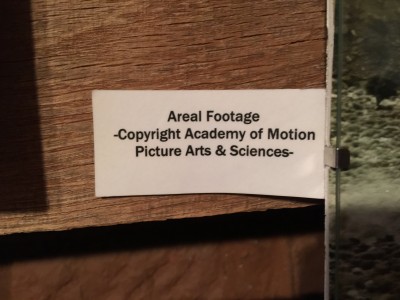 Areal Footage
-Copyright Academy of Motion
Picture Arts & Sciences-